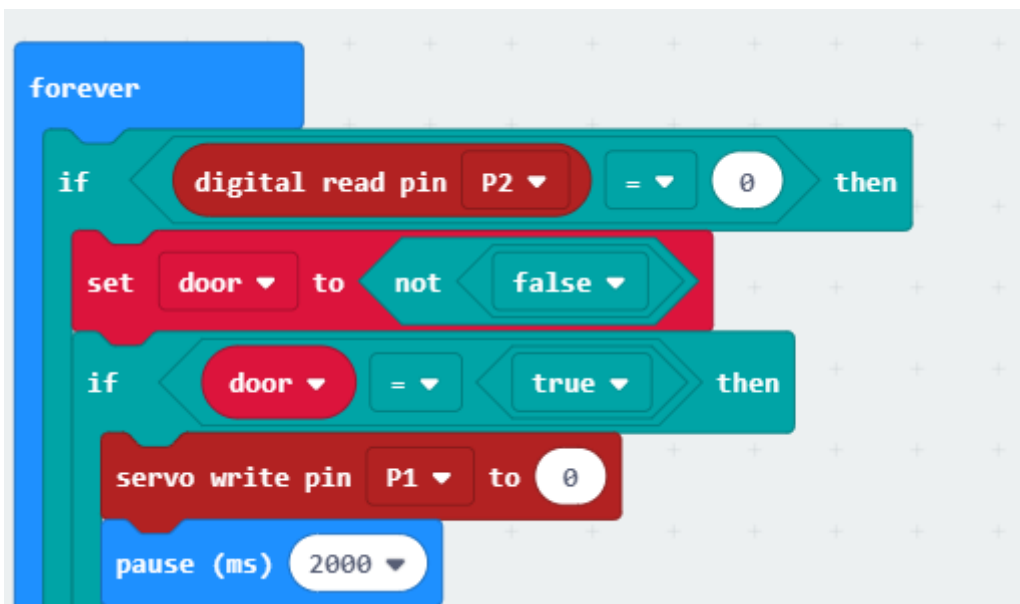 forever
if digital read pin P2 = 0 then
set door to not false
if door = true then
servo write pin P1 to 0
pause (ms) 2000